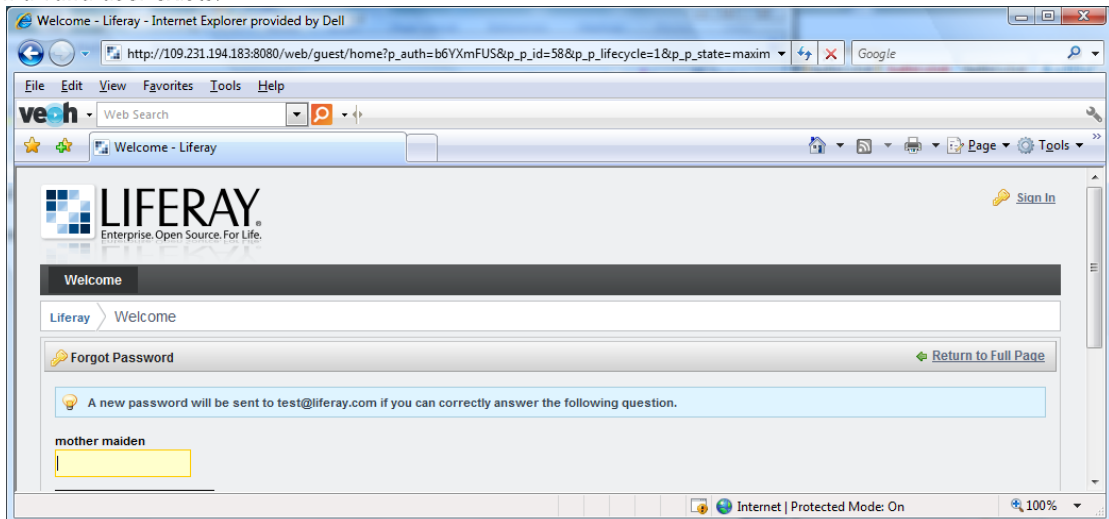 Welcome - Liferay - Internet Explorer provided by Dell
http://109.231.194.183:8080/web/guest/home?p_auth=b6YXmFUS&p_p_id=58&p_p_lifecycle=1&p_p_state=maxim
Google
File Edit View Favorites Tools Help
veoh Web Search
Welcome - Liferay
Page Tools
LIFERAY.
Enterprise. Open Source. For Life.
Sign In
Welcome
Liferay Welcome
Forgot Password
Return to Full Page
A new password will be sent to test@liferay.com if you can correctly answer the following question.
mother maiden
Internet | Protected Mode: On
100%